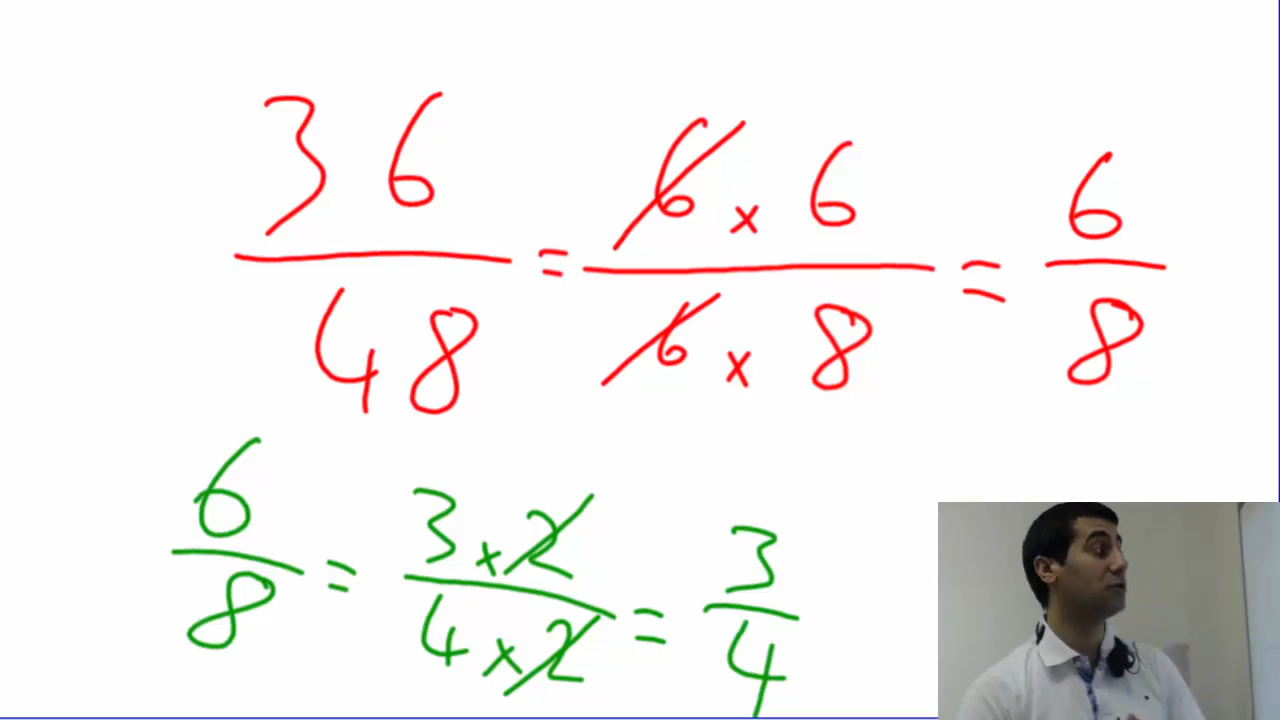 36/48 = 6 x 6/6 x 8 = 6/8
6/8 = 3 x 2/4 x 2 = 3/4